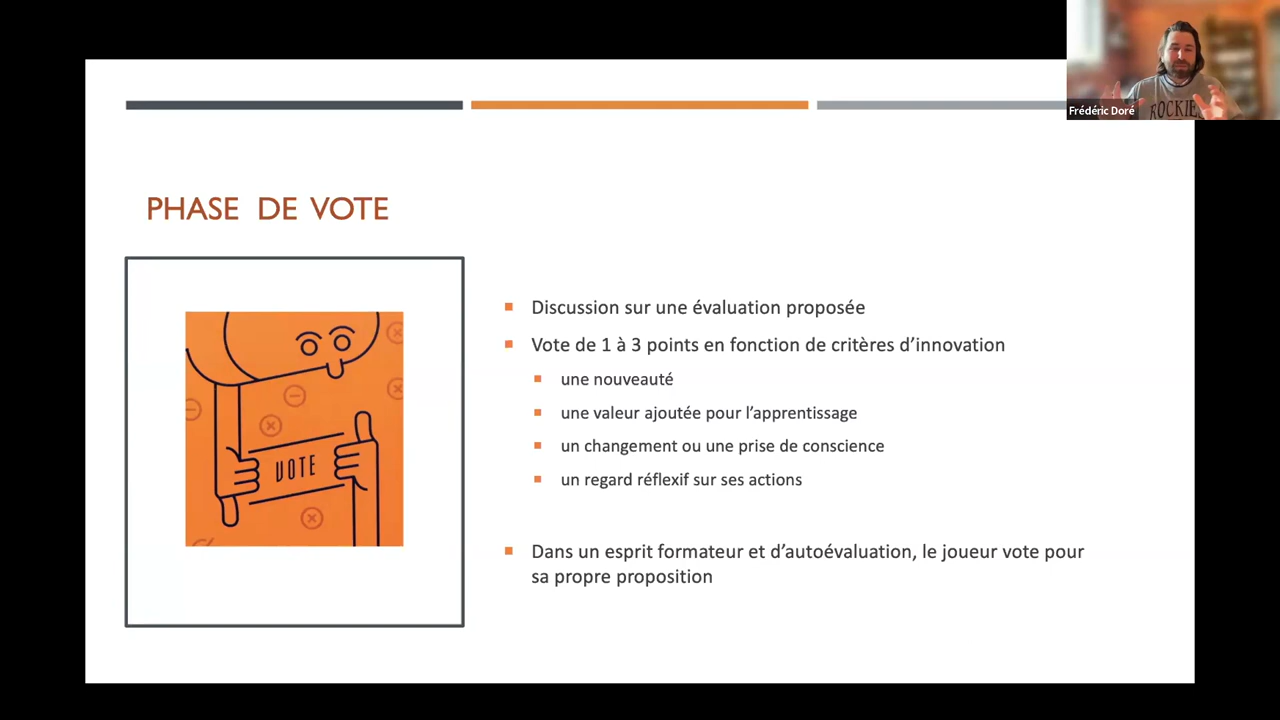 Frédéric Doré
ROCKIES
PHASE DE VOTE
VOTE
Discussion sur une évaluation proposée
Vote de 1 à 3 points en fonction de critères d’innovation
une nouveauté
une valeur ajoutée pour l’apprentissage
un changement ou une prise de conscience
un regard réflexif sur ses actions
Dans un esprit formateur et d’autoévaluation, le joueur vote pour
sa propre proposition